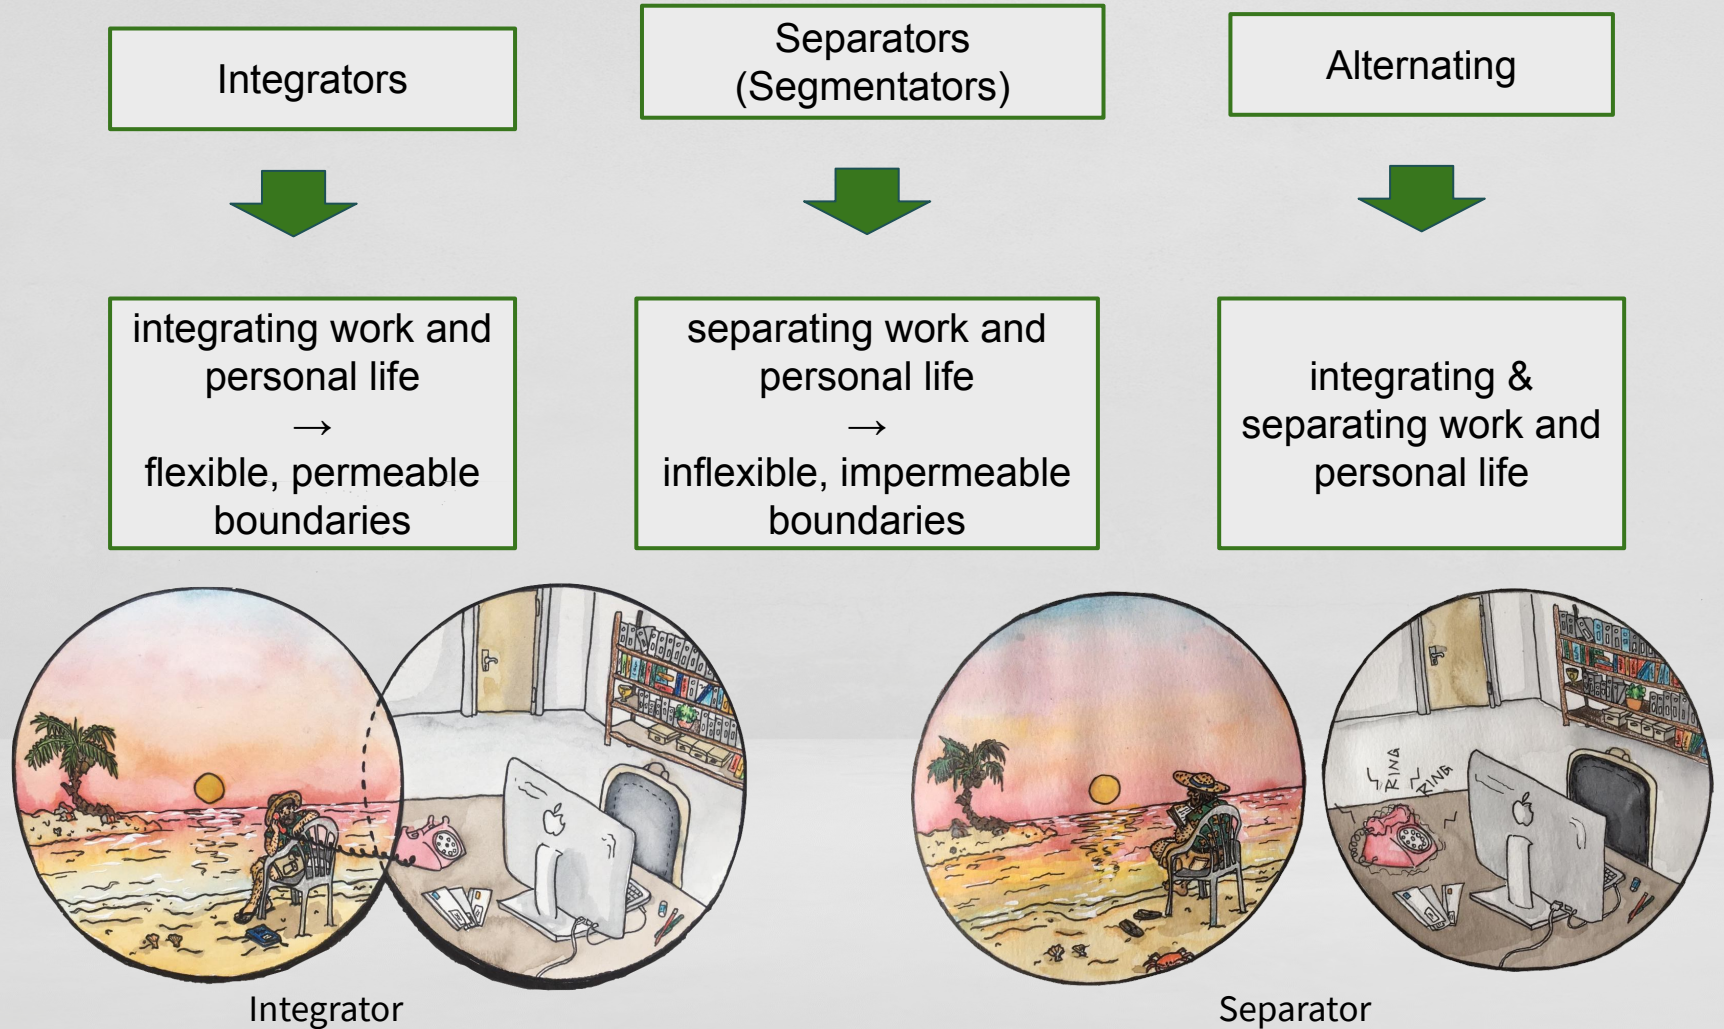 Integrators
Separators
(Segmentators)
Alternating
integrating work and
personal life
→
flexible, permeable
boundaries
separating work and
personal life
→
inflexible, impermeable
boundaries
integrating &
separating work and
personal life
RING
RING
Integrator
Separator